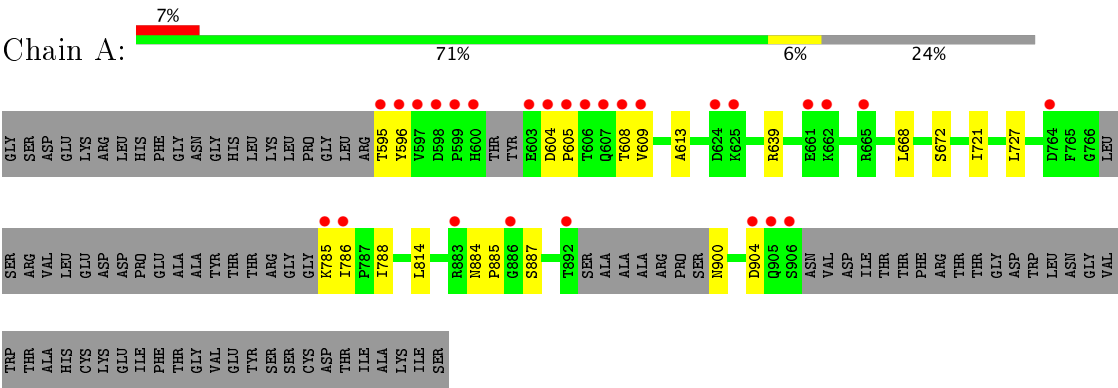 7%
Chain A:
71% 6% 24%
GLY SER ASP GLU LYS ARG LEU HIS PHE GLY ASN GLY HIS LEU LYS LEU PRO GLY LEU ARG T595 Y596 V597 D598 P599 H600 THR TYR E603 D604 P605 T606 Q607 T608 V609 A613 D624 K625 R639 E661 K662 R665 L668 S672 I721 L727 D764 F765 G766 LEU
SER ARG VAL LEU GLU ASP ASP PRO GLU ALA ALA TYR THR THR ARG GLY GLY K785 I786 P787 I788 L814 R883 N884 P885 G886 S887 T892 SER ALA ALA ALA ARG PRO SER N900 D904 Q905 S906 ASN VAL ASP ILE THR THR PHE ARG THR THR GLY ASP TRP LEU ASN GLY VAL
TRP THR ALA HIS CYS LYS GLU ILE PHE THR GLY VAL GLU TYR SER SER CYS ASP THR ILE ALA LYS ILE SER